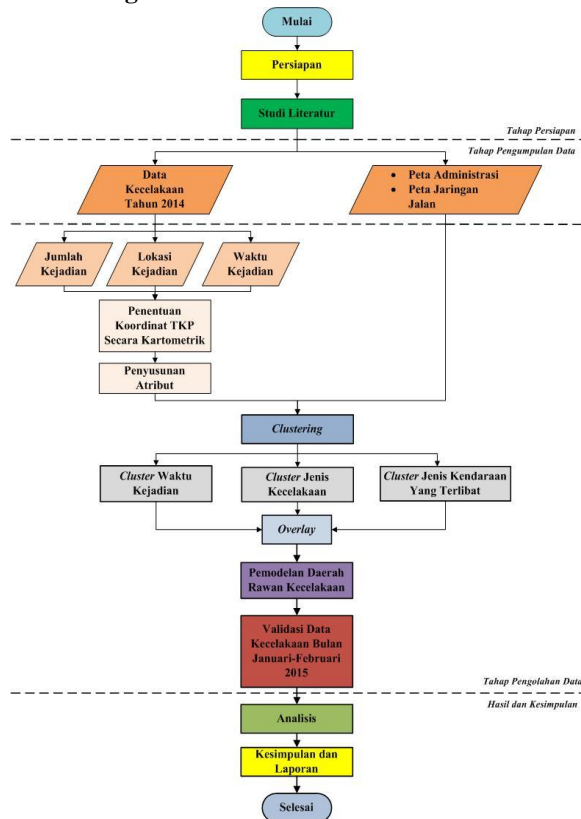 Mulai
Persiapan
Studi Literatur
Tahap Persiapan
Tahap Pengumpulan Data
Data
Kecelakaan
Tahun 2014
• Peta Administrasi
• Peta Jaringan
Jalan
Jumlah
Kejadian
Lokasi
Kejadian
Waktu
Kejadian
Penentuan
Koordinat TKP
Secara Kartometrik
Penyusunan
Atribut
Clustering
Cluster Waktu
Kejadian
Cluster Jenis
Kecelakaan
Cluster Jenis Kendaraan
Yang Terlibat
Overlay
Pemodelan Daerah
Rawan Kecelakaan
Validasi Data
Kecelakaan Bulan
Januari-Februari
2015
Tahap Pengolahan Data
Hasil dan Kesimpulan
Analisis
Kesimpulan dan
Laporan
Selesai